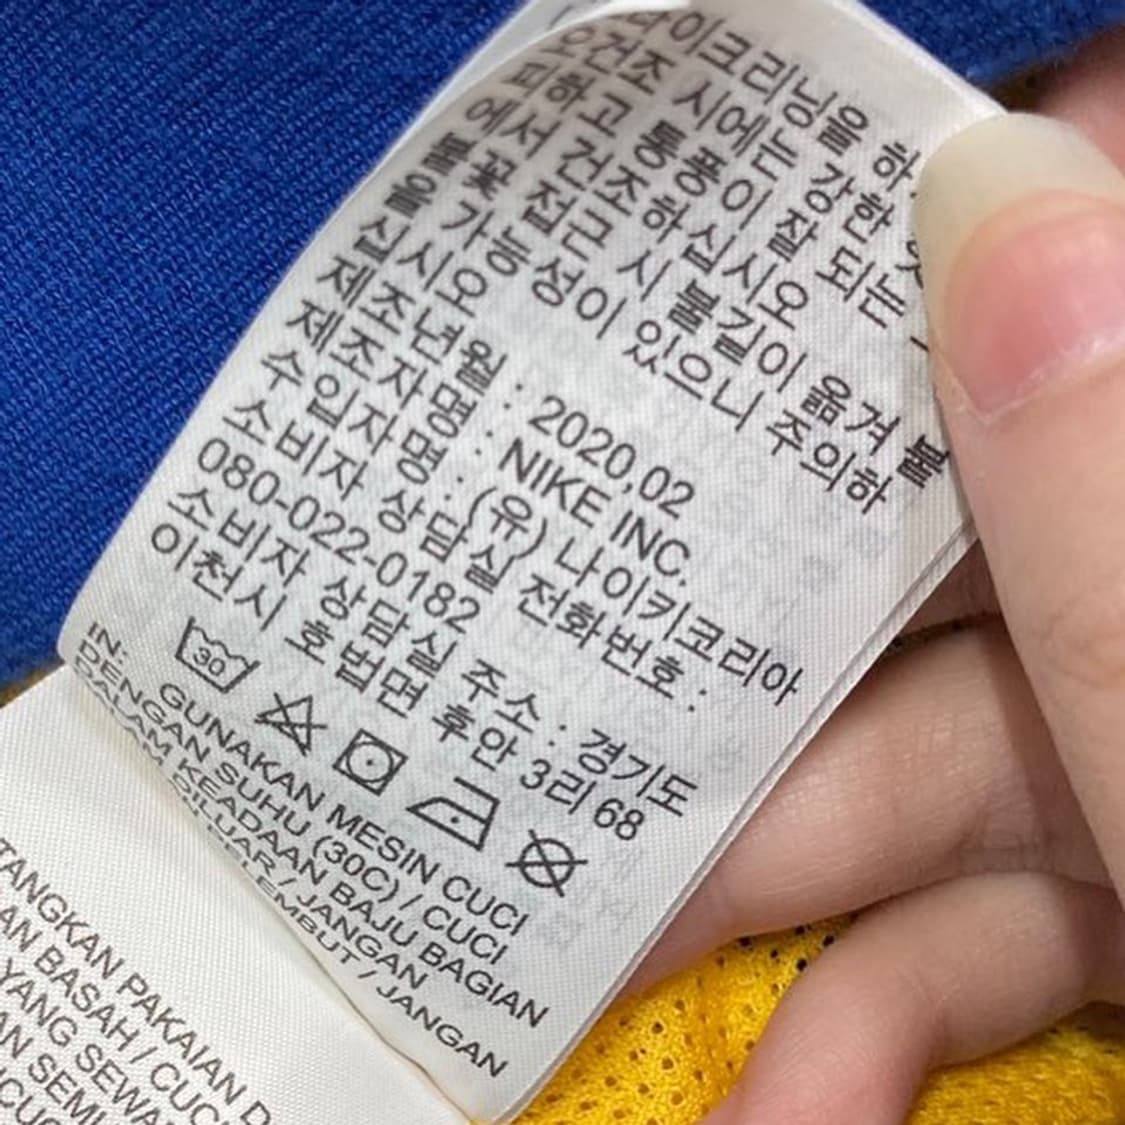 라이크리닝을 하
오건조 시에는 강한
피하고 통풍이 잘 되는
에서 건조하십시오
불꽃 접근 시 불길이 옮겨 붙
을 가능성이 있으니 주의하
십시오
제조년월 : 2020,02
제조자명 : NIKE INC.
수입자명 : (유) 나이키코리아
소비자 상담실 전화번호 :
080-022-0182
소비자 상담실 주소 : 경기도
이천시 호법면 후안 3리 68
30
IN: GUNAKAN MESIN CUCI
DENGAN SUHU (30C) / CUCI
DALAM KEADAAN BAJU BAGIAN
DILUAR / JANGAN
EMBUT / JANGAN
TANGKAN PAKAIAN D
AN BASAH / CUC
YANG SEWA
AN SEMI
CUC